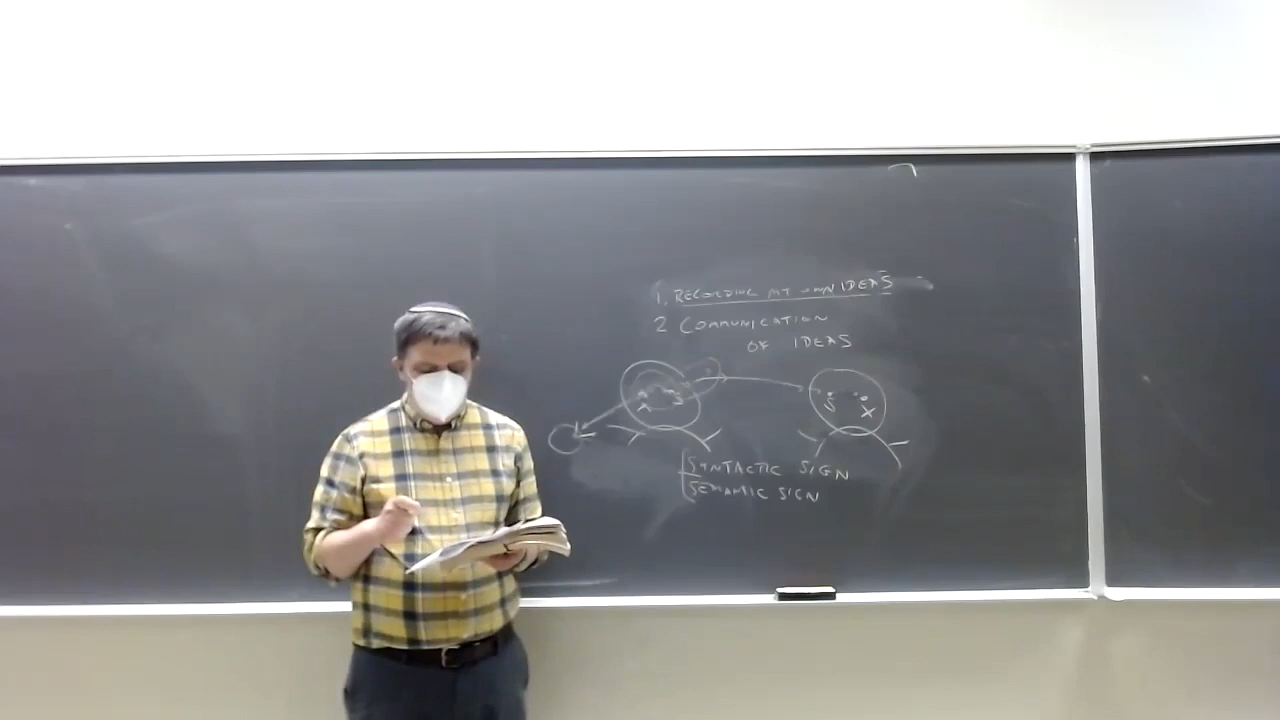 1. RECORDING MY OWN IDEAS
2 COMMUNICATION
OF IDEAS
SYNTACTIC SIGN
SEMANTIC SIGN